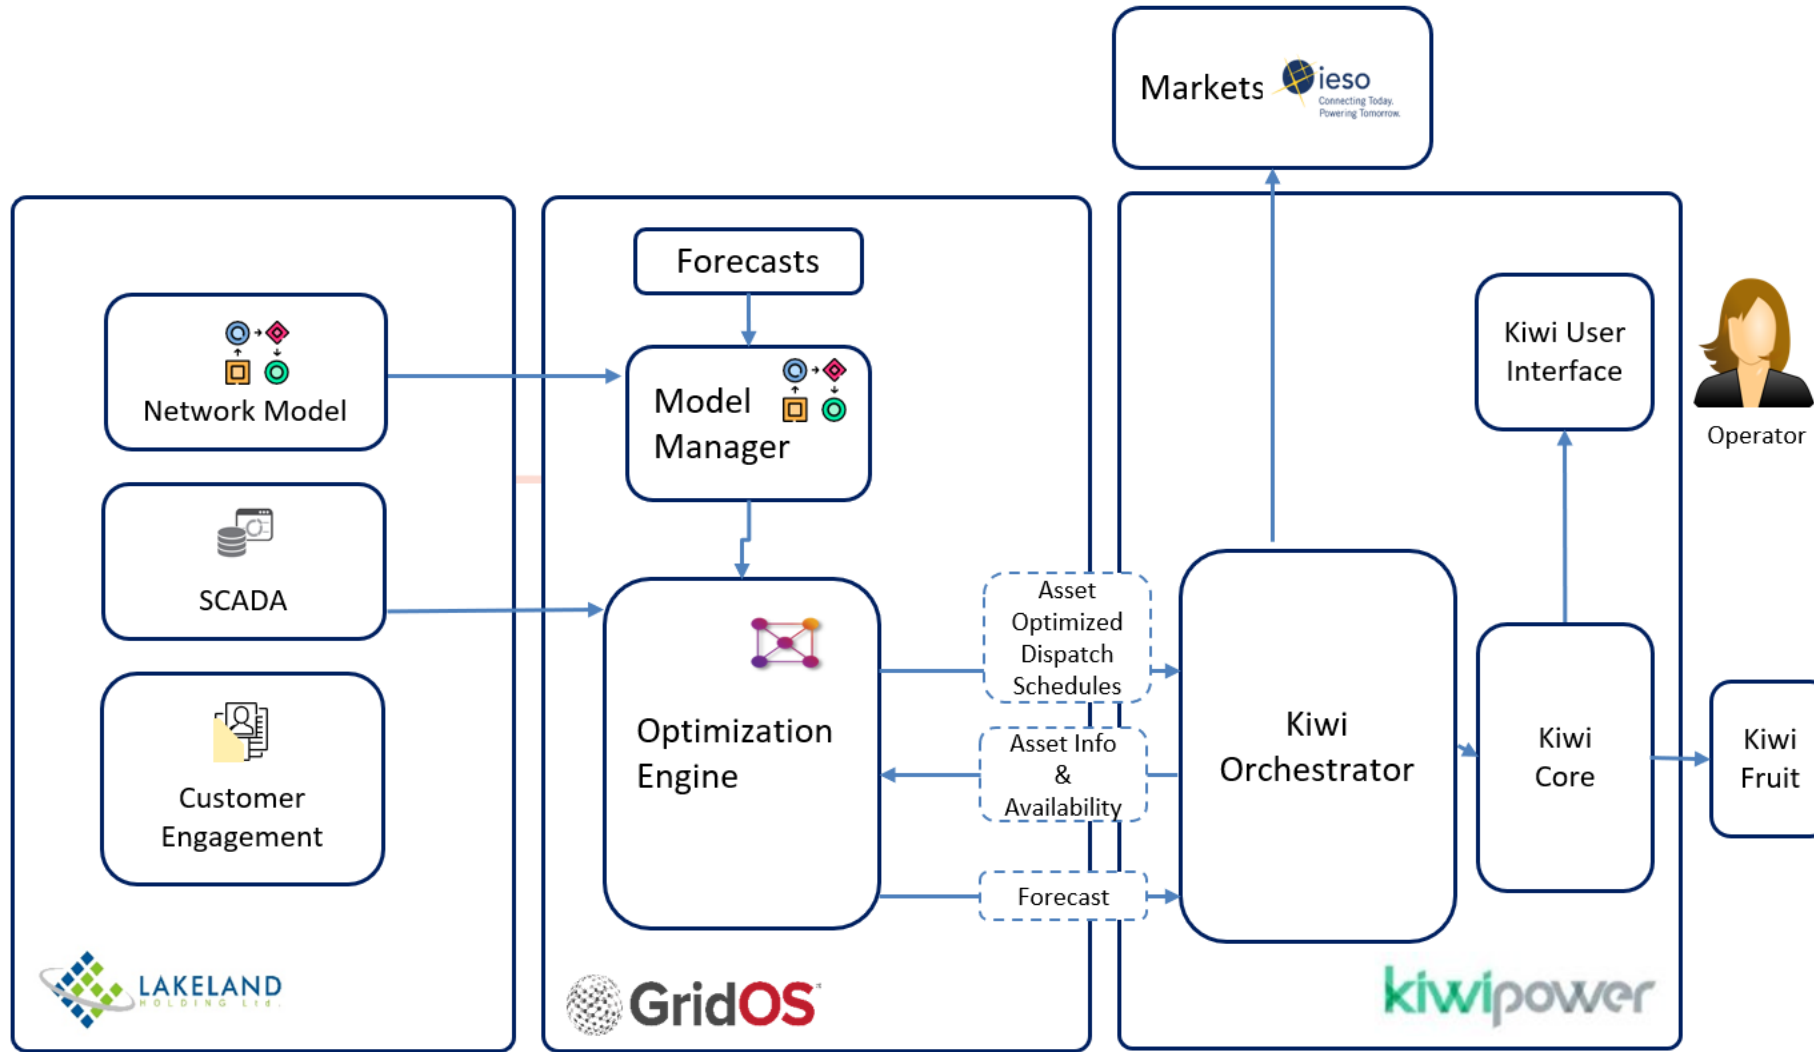 Markets
ieso
Connecting Today.
Powering Tomorrow.
Network Model
SCADA
Customer
Engagement
LAKELAND
HOLDING Ltd.
Forecasts
Model
Manager
Optimization
Engine
GridOS
Asset
Optimized
Dispatch
Schedules
Asset Info
&
Availability
Forecast
Kiwi
Orchestrator
Kiwi User
Interface
Kiwi
Core
kiwipower
Operator
Kiwi
Fruit